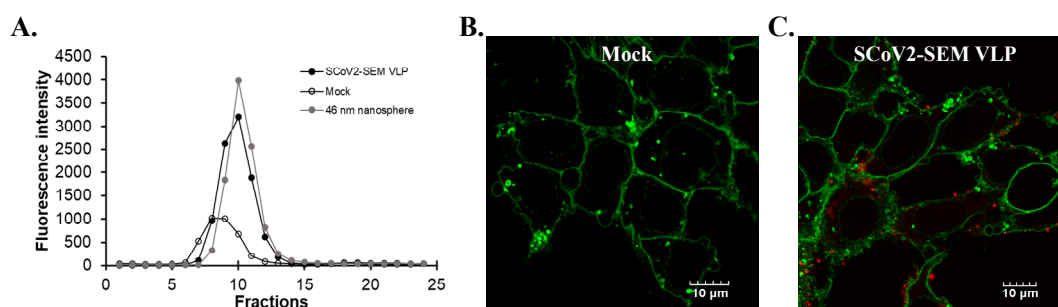 A.
4500
4000
3500
3000
2500
2000
1500
1000
500
0
Fluorescence intensity
0 5 10 15 20 25
Fractions
SCoV2-SEM VLP
Mock
46 nm nanosphere
B.
Mock
10 µm
C.
SCoV2-SEM VLP
10 µm